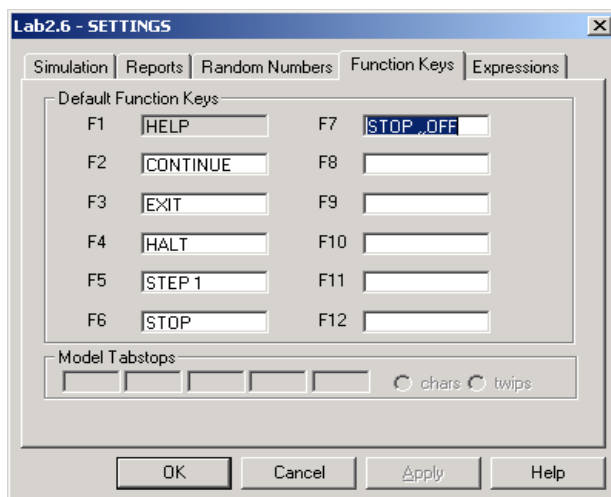 Lab2.6 - SETTINGS
Simulation Reports Random Numbers Function Keys Expressions
Default Function Keys
F1 HELP F7 STOP ,,OFF
F2 CONTINUE F8
F3 EXIT F9
F4 HALT F10
F5 STEP 1 F11
F6 STOP F12
Model Tabstops
chars twips
OK Cancel Apply Help